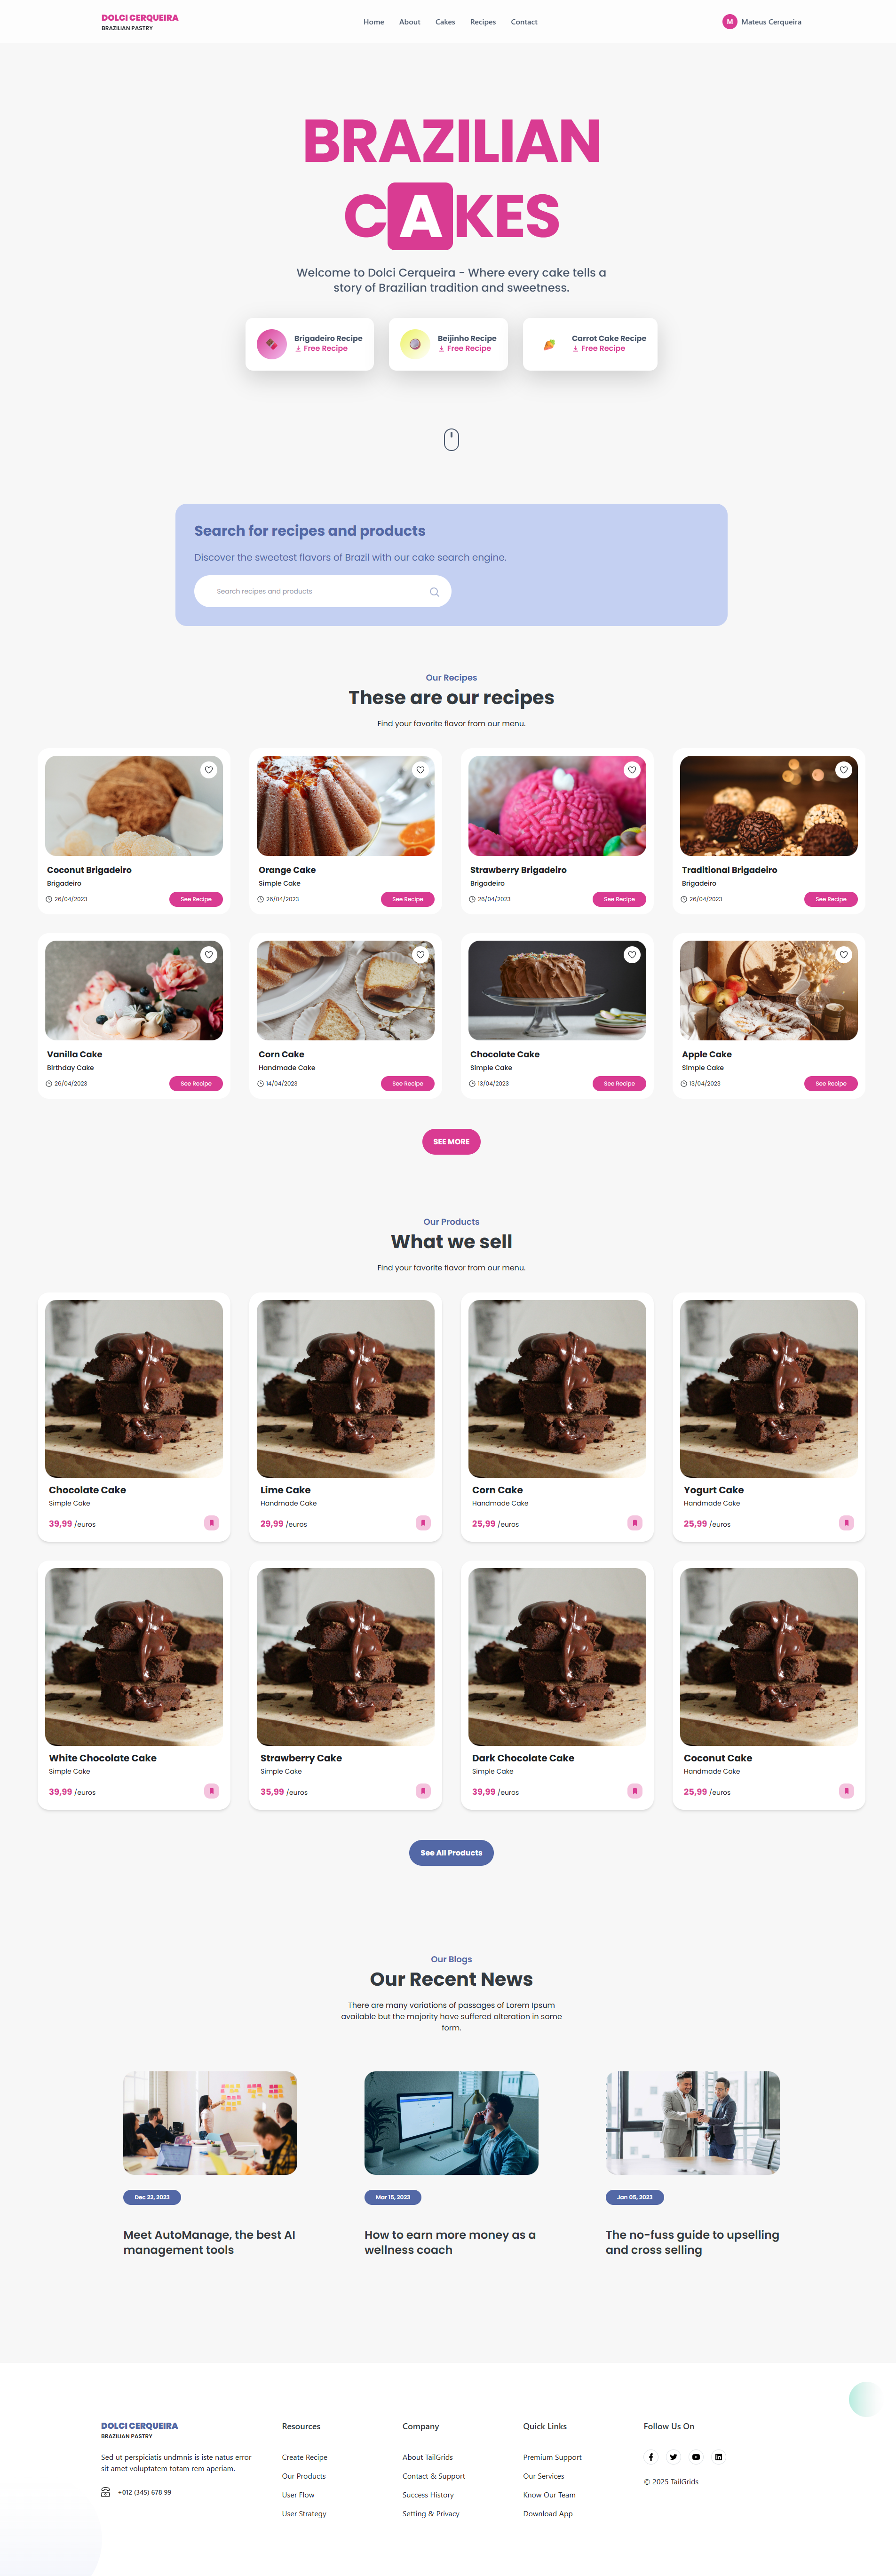 DOLCI CERQUEIRA
BRAZILIAN PASTRY
Home About Cakes Recipes Contact
M Mateus Cerqueira
BRAZILIAN
CAKES
Welcome to Dolci Cerqueira - Where every cake tells a
story of Brazilian tradition and sweetness.
Brigadeiro Recipe
Free Recipe
Beijinho Recipe
Free Recipe
Carrot Cake Recipe
Free Recipe
Search for recipes and products
Discover the sweetest flavors of Brazil with our cake search engine.
Search recipes and products
Our Recipes
These are our recipes
Find your favorite flavor from our menu.
Coconut Brigadeiro
Brigadeiro
26/04/2023 See Recipe
Orange Cake
Simple Cake
26/04/2023 See Recipe
Strawberry Brigadeiro
Brigadeiro
26/04/2023 See Recipe
Traditional Brigadeiro
Brigadeiro
26/04/2023 See Recipe
Vanilla Cake
Birthday Cake
26/04/2023 See Recipe
Corn Cake
Handmade Cake
14/04/2023 See Recipe
Chocolate Cake
Simple Cake
13/04/2023 See Recipe
Apple Cake
Simple Cake
13/04/2023 See Recipe
SEE MORE
Our Products
What we sell
Find your favorite flavor from our menu.
Chocolate Cake
Simple Cake
39,99 /euros
Lime Cake
Handmade Cake
29,99 /euros
Corn Cake
Handmade Cake
25,99 /euros
Yogurt Cake
Handmade Cake
25,99 /euros
White Chocolate Cake
Simple Cake
39,99 /euros
Strawberry Cake
Simple Cake
35,99 /euros
Dark Chocolate Cake
Simple Cake
39,99 /euros
Coconut Cake
Handmade Cake
25,99 /euros
See All Products
Our Blogs
Our Recent News
There are many variations of passages of Lorem Ipsum
available but the majority have suffered alteration in some
form.
Dec 22, 2023
Meet AutoManage, the best AI
management tools
Mar 15, 2023
How to earn more money as a
wellness coach
Jan 05, 2023
The no-fuss guide to upselling
and cross selling
DOLCI CERQUEIRA
BRAZILIAN PASTRY
Sed ut perspiciatis undmnis is iste natus error
sit amet voluptatem totam rem aperiam.
+012 (345) 678 99
Resources
Create Recipe
Our Products
User Flow
User Strategy
Company
About TailGrids
Contact & Support
Success History
Setting & Privacy
Quick Links
Premium Support
Our Services
Know Our Team
Download App
Follow Us On
© 2025 TailGrids